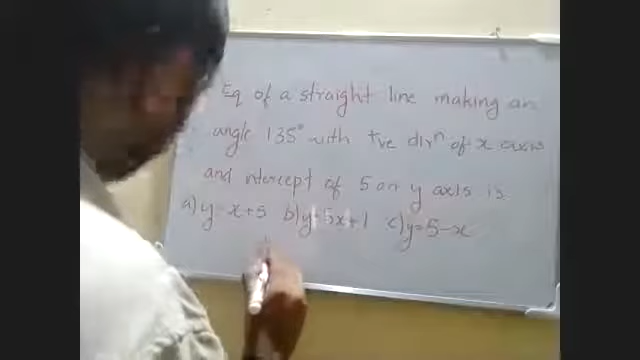 Eq of a straight line making an
angle 135° with +ve dirⁿ of x axis
and intercept of 5 on y axis is
a) y=x+5 b) y=5x+1 c) y=5-x